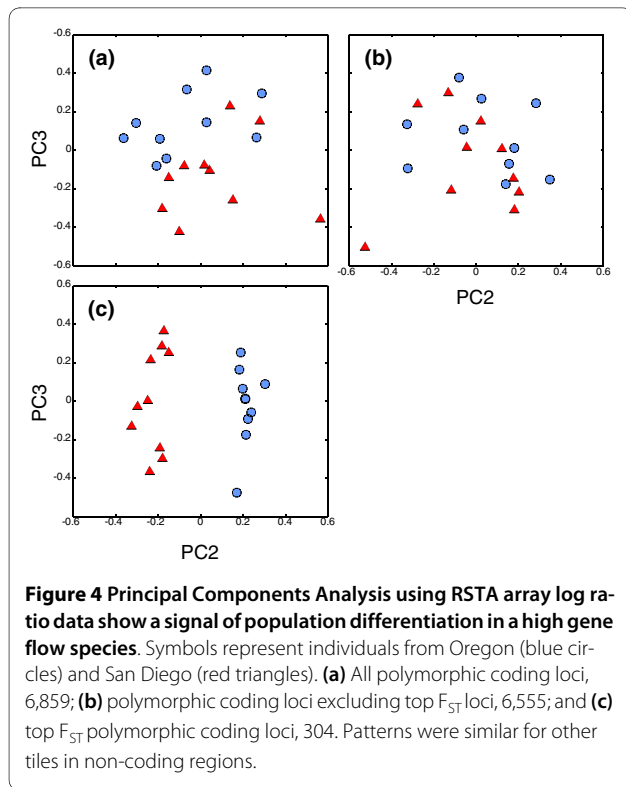 (a)
(b)
0.6
0.4
0.2
0
-0.2
-0.4
-0.6
PC3
-0.6 -0.4 -0.2 0 0.2 0.4 0.6
PC2
(c)
0.6
0.4
0.2
0
-0.2
-0.4
PC3
-0.6 -0.4 -0.2 0 0.2 0.4 0.6
PC2
Figure 4 Principal Components Analysis using RSTA array log ra-
tio data show a signal of population differentiation in a high gene
flow species. Symbols represent individuals from Oregon (blue cir-
cles) and San Diego (red triangles). (a) All polymorphic coding loci,
6,859; (b) polymorphic coding loci excluding top FST loci, 6,555; and (c)
top FST polymorphic coding loci, 304. Patterns were similar for other
tiles in non-coding regions.